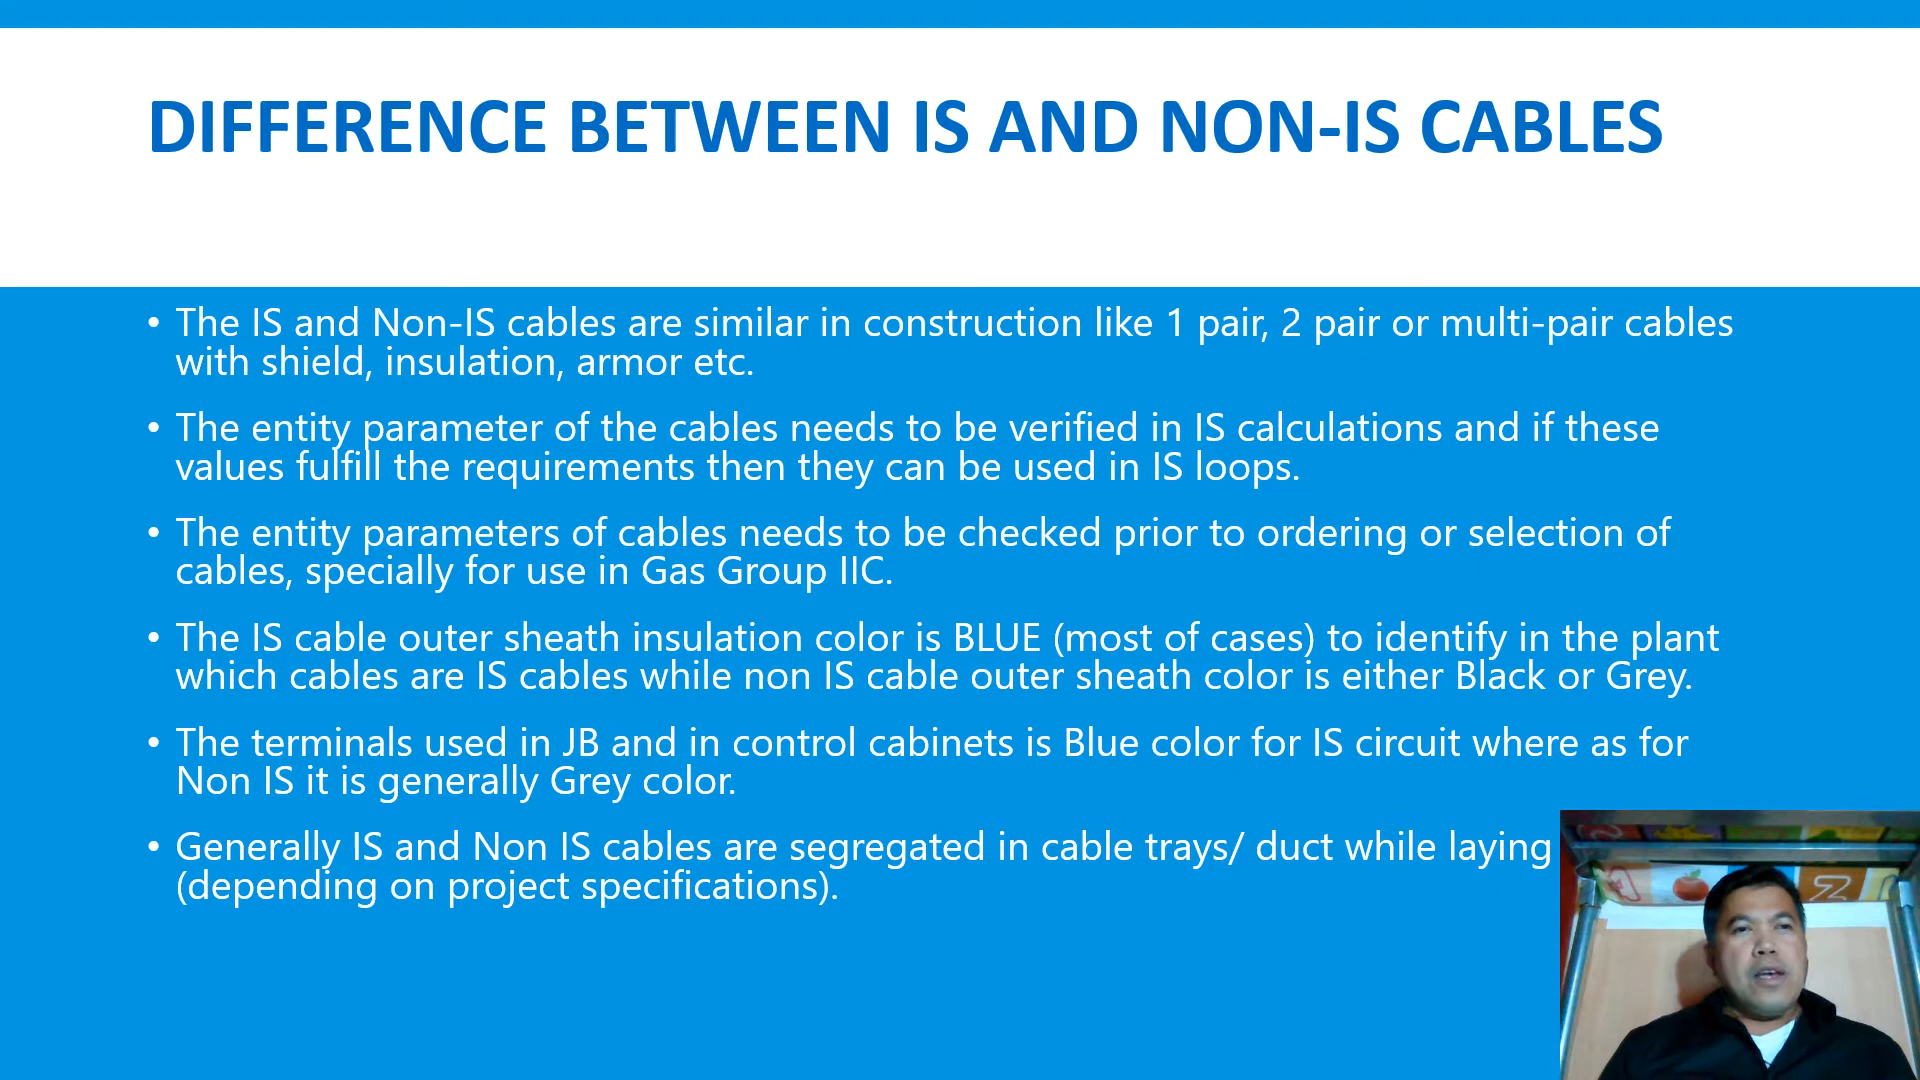 DIFFERENCE BETWEEN IS AND NON-IS CABLES
• The IS and Non-IS cables are similar in construction like 1 pair, 2 pair or multi-pair cables
with shield, insulation, armor etc.
• The entity parameter of the cables needs to be verified in IS calculations and if these
values fulfill the requirements then they can be used in IS loops.
• The entity parameters of cables needs to be checked prior to ordering or selection of
cables, specially for use in Gas Group IIC.
• The IS cable outer sheath insulation color is BLUE (most of cases) to identify in the plant
which cables are IS cables while non IS cable outer sheath color is either Black or Grey.
• The terminals used in JB and in control cabinets is Blue color for IS circuit where as for
Non IS it is generally Grey color.
• Generally IS and Non IS cables are segregated in cable trays/ duct while laying
(depending on project specifications).
Z